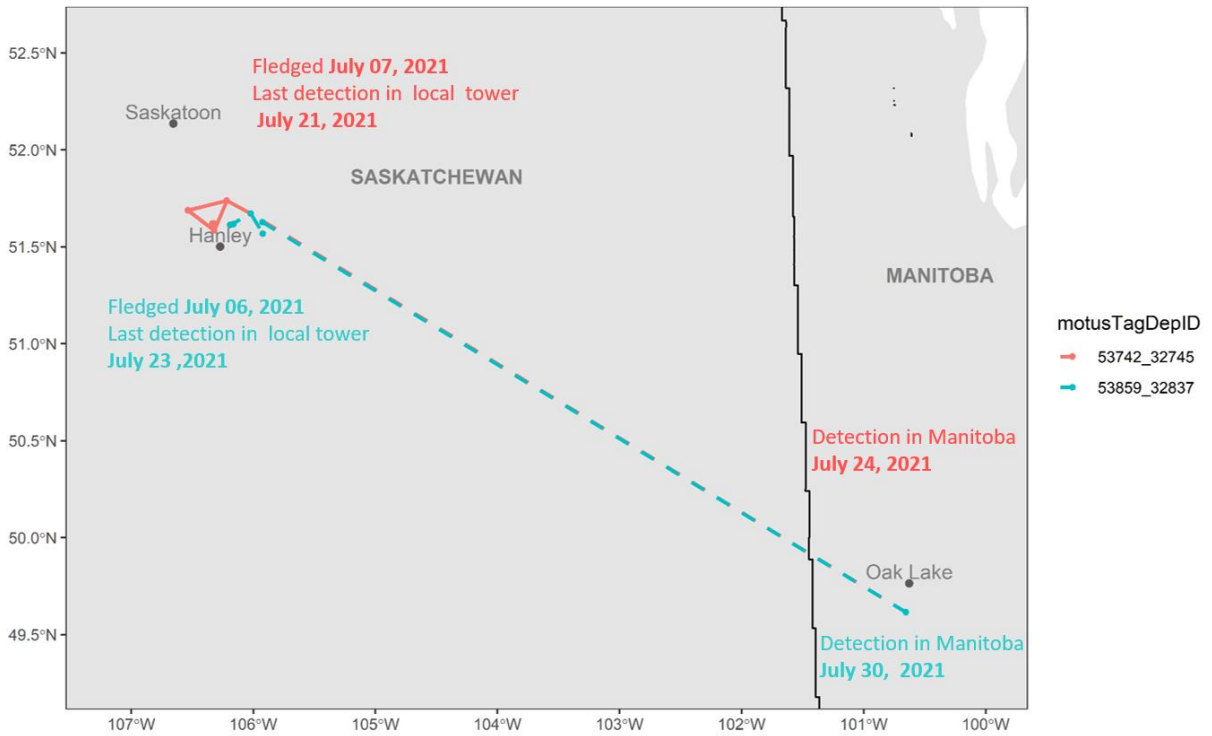 52.5°N
Fledged July 07, 2021
Last detection in local tower
July 21, 2021
Saskatoon
52.0°N
SASKATCHEWAN
51.5°N
Hanley
MANITOBA
Fledged July 06, 2021
Last detection in local tower
July 23 ,2021
51.0°N
motusTagDepID
53742_32745
53859_32837
50.5°N
Detection in Manitoba
July 24, 2021
50.0°N
Oak Lake
49.5°N
Detection in Manitoba
July 30, 2021
107°W 106°W 105°W 104°W 103°W 102°W 101°W 100°W